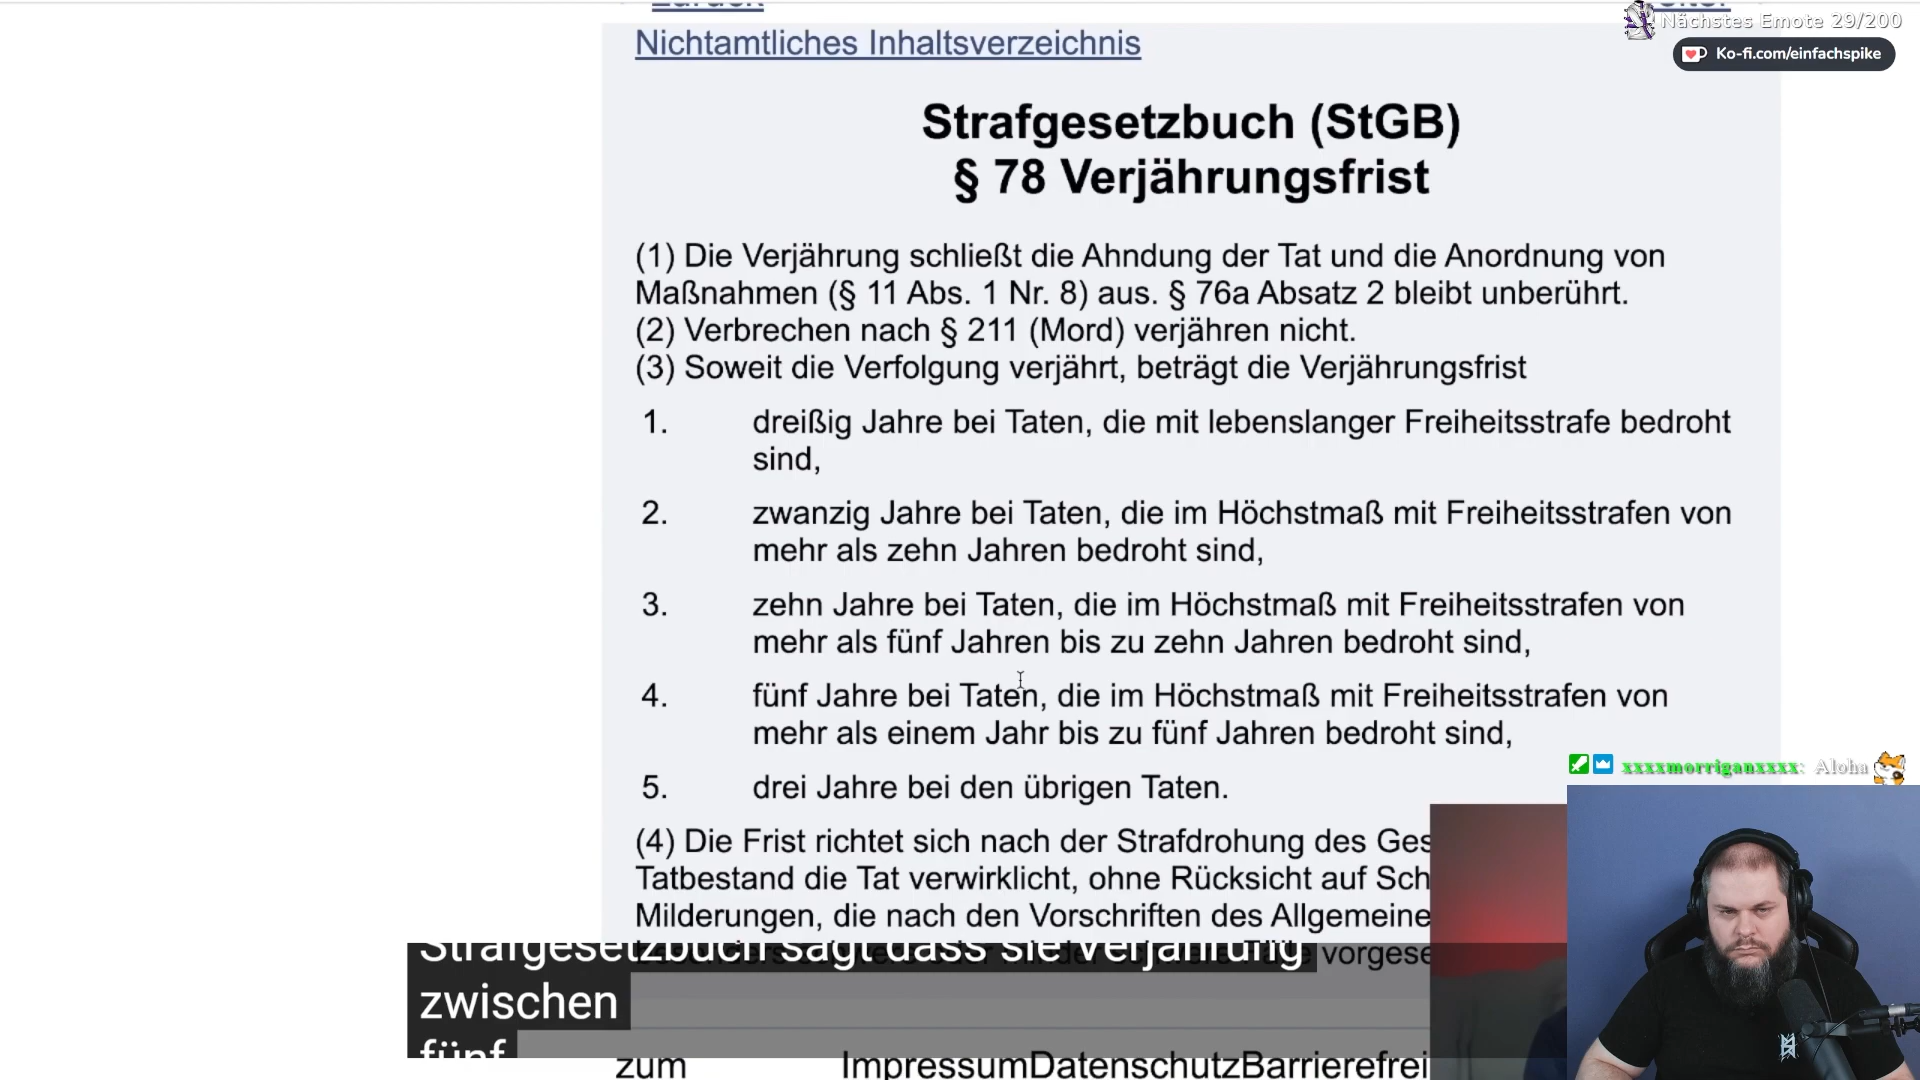 Zurück
Nächstes Emote 29/200
Nichtamtliches Inhaltsverzeichnis
Ko-fi.com/einfachspike
Strafgesetzbuch (StGB)
§ 78 Verjährungsfrist
(1) Die Verjährung schließt die Ahndung der Tat und die Anordnung von
Maßnahmen (§ 11 Abs. 1 Nr. 8) aus. § 76a Absatz 2 bleibt unberührt.
(2) Verbrechen nach § 211 (Mord) verjähren nicht.
(3) Soweit die Verfolgung verjährt, beträgt die Verjährungsfrist
1. dreißig Jahre bei Taten, die mit lebenslanger Freiheitsstrafe bedroht
sind,
2. zwanzig Jahre bei Taten, die im Höchstmaß mit Freiheitsstrafen von
mehr als zehn Jahren bedroht sind,
3. zehn Jahre bei Taten, die im Höchstmaß mit Freiheitsstrafen von
mehr als fünf Jahren bis zu zehn Jahren bedroht sind,
4. fünf Jahre bei Taten, die im Höchstmaß mit Freiheitsstrafen von
mehr als einem Jahr bis zu fünf Jahren bedroht sind,
xxxxmorriganxxxx: Aloha
5. drei Jahre bei den übrigen Taten.
(4) Die Frist richtet sich nach der Strafdrohung des Ges
Tatbestand die Tat verwirklicht, ohne Rücksicht auf Sch
Milderungen, die nach den Vorschriften des Allgemeine
vorgese
Strafgesetzbuch sagt dass sie Verjährung
zwischen
fünf
zum ImpressumDatenschutzBarrierefrei